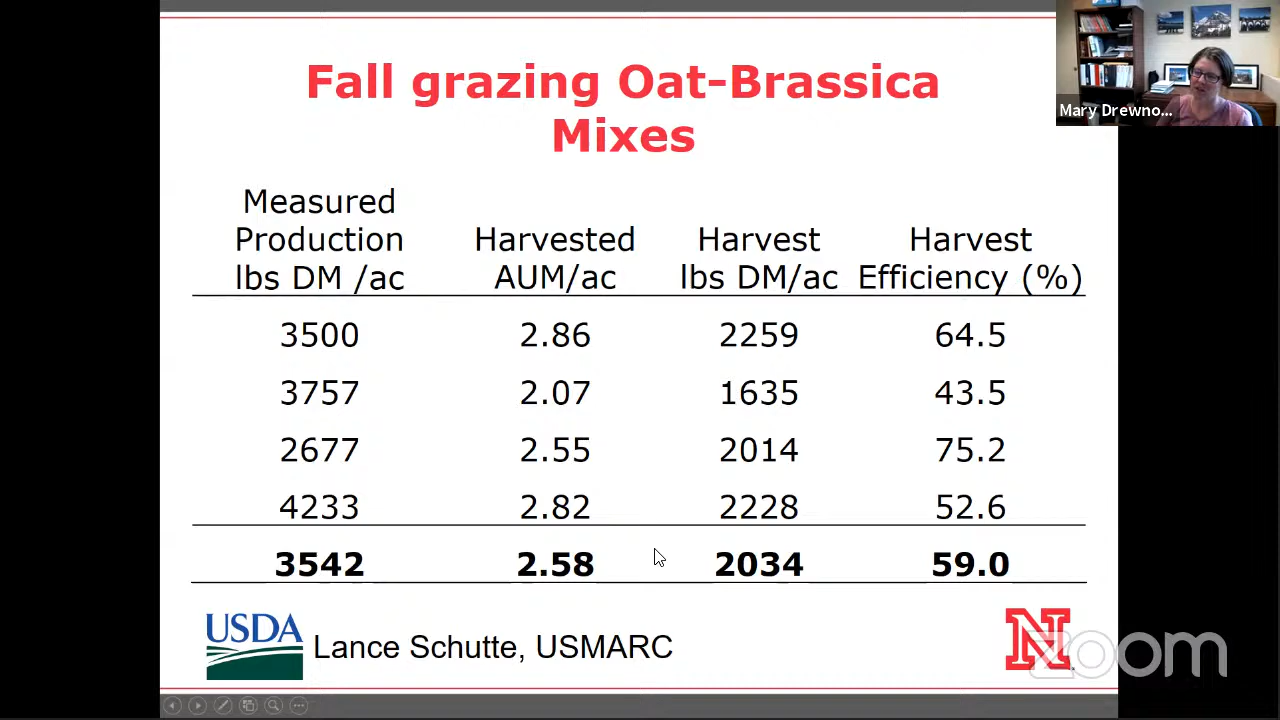 Fall grazing Oat-Brassica
Mixes
Mary Drewno...
Measured
Production
lbs DM /ac
Harvested
AUM/ac
Harvest
lbs DM/ac
Harvest
Efficiency (%)
3500 2.86 2259 64.5
3757 2.07 1635 43.5
2677 2.55 2014 75.2
4233 2.82 2228 52.6
3542 2.58 2034 59.0
USDA
Lance Schutte, USMARC
N
zoom